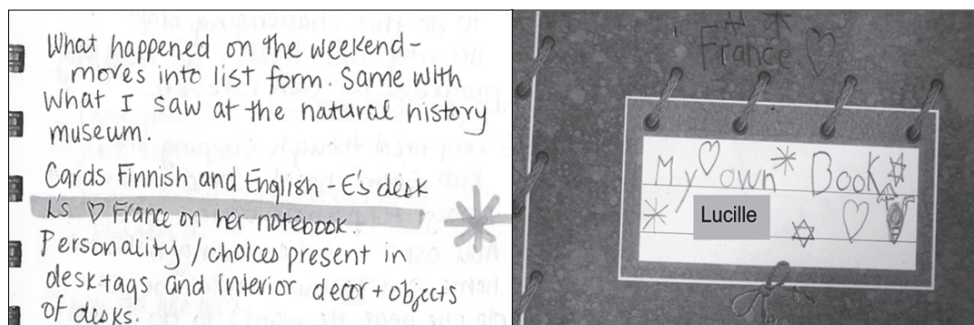 What happened on the weekend-
moves into list form. Same with
what I saw at the natural history
museum.
Cards Finnish and English - E's desk
L's ♡ France on her notebook.
Personality/choices present in
desk tags and interior decor + objects
of desks.
France ♡
My ♡ own Book
Lucille